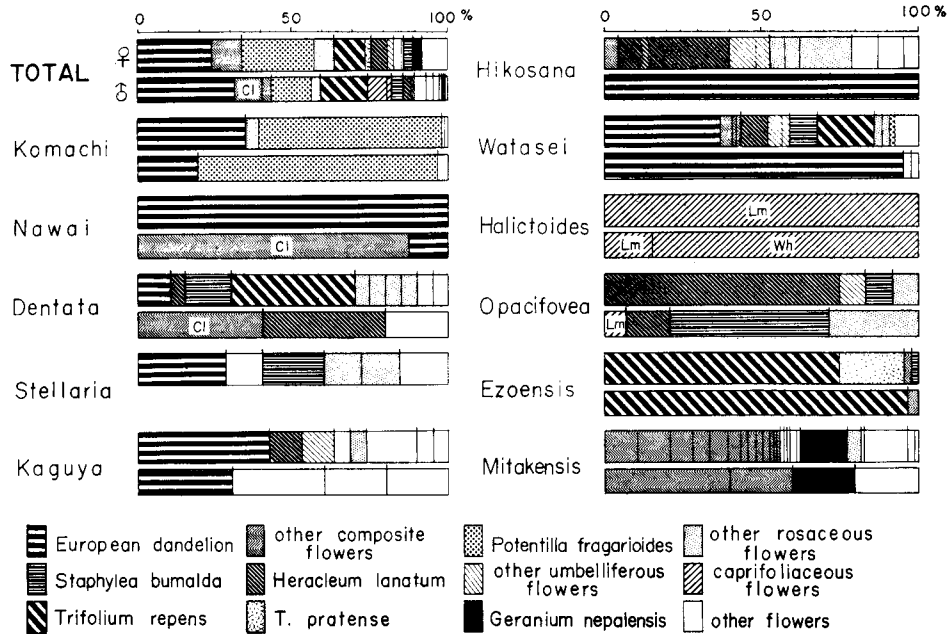 0 50 100 %
0 50 100 %
TOTAL
♀
♂
Cl
Komachi
Nawai
Cl
Dentata
Cl
Stellaria
Kaguya
Hikosana
Watasei
Halictoides
Lm
Lm Wh
Opacifovea
Lm
Ezoensis
Mitakensis
European dandelion
other composite
flowers
Potentilla fragarioides
other rosaceous
flowers
Staphylea bumalda
Heracleum lanatum
other umbelliferous
flowers
caprifoliaceous
flowers
Trifolium repens
T. pratense
Geranium nepalensis
other flowers